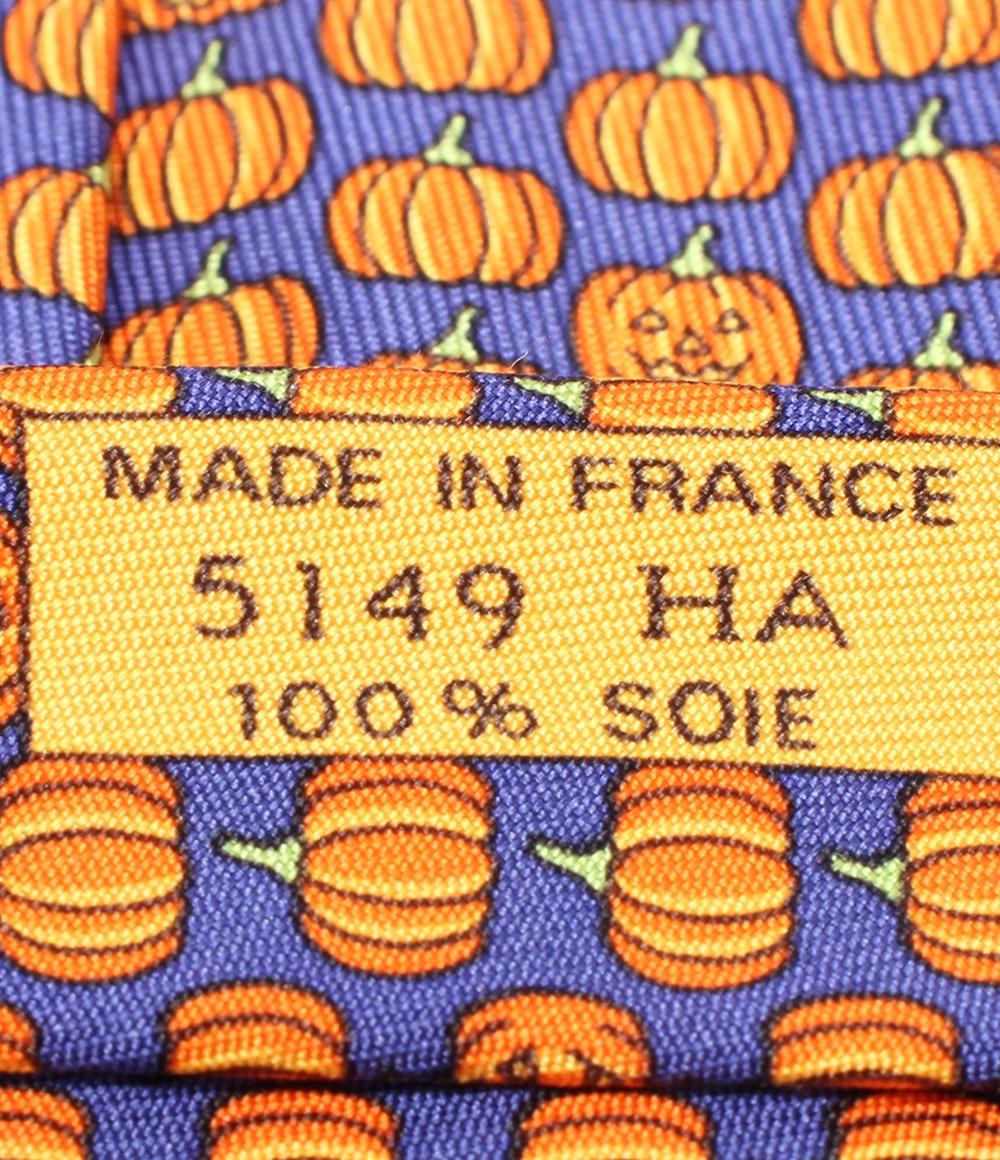 MADE IN FRANCE
5149 HA
100% SOIE